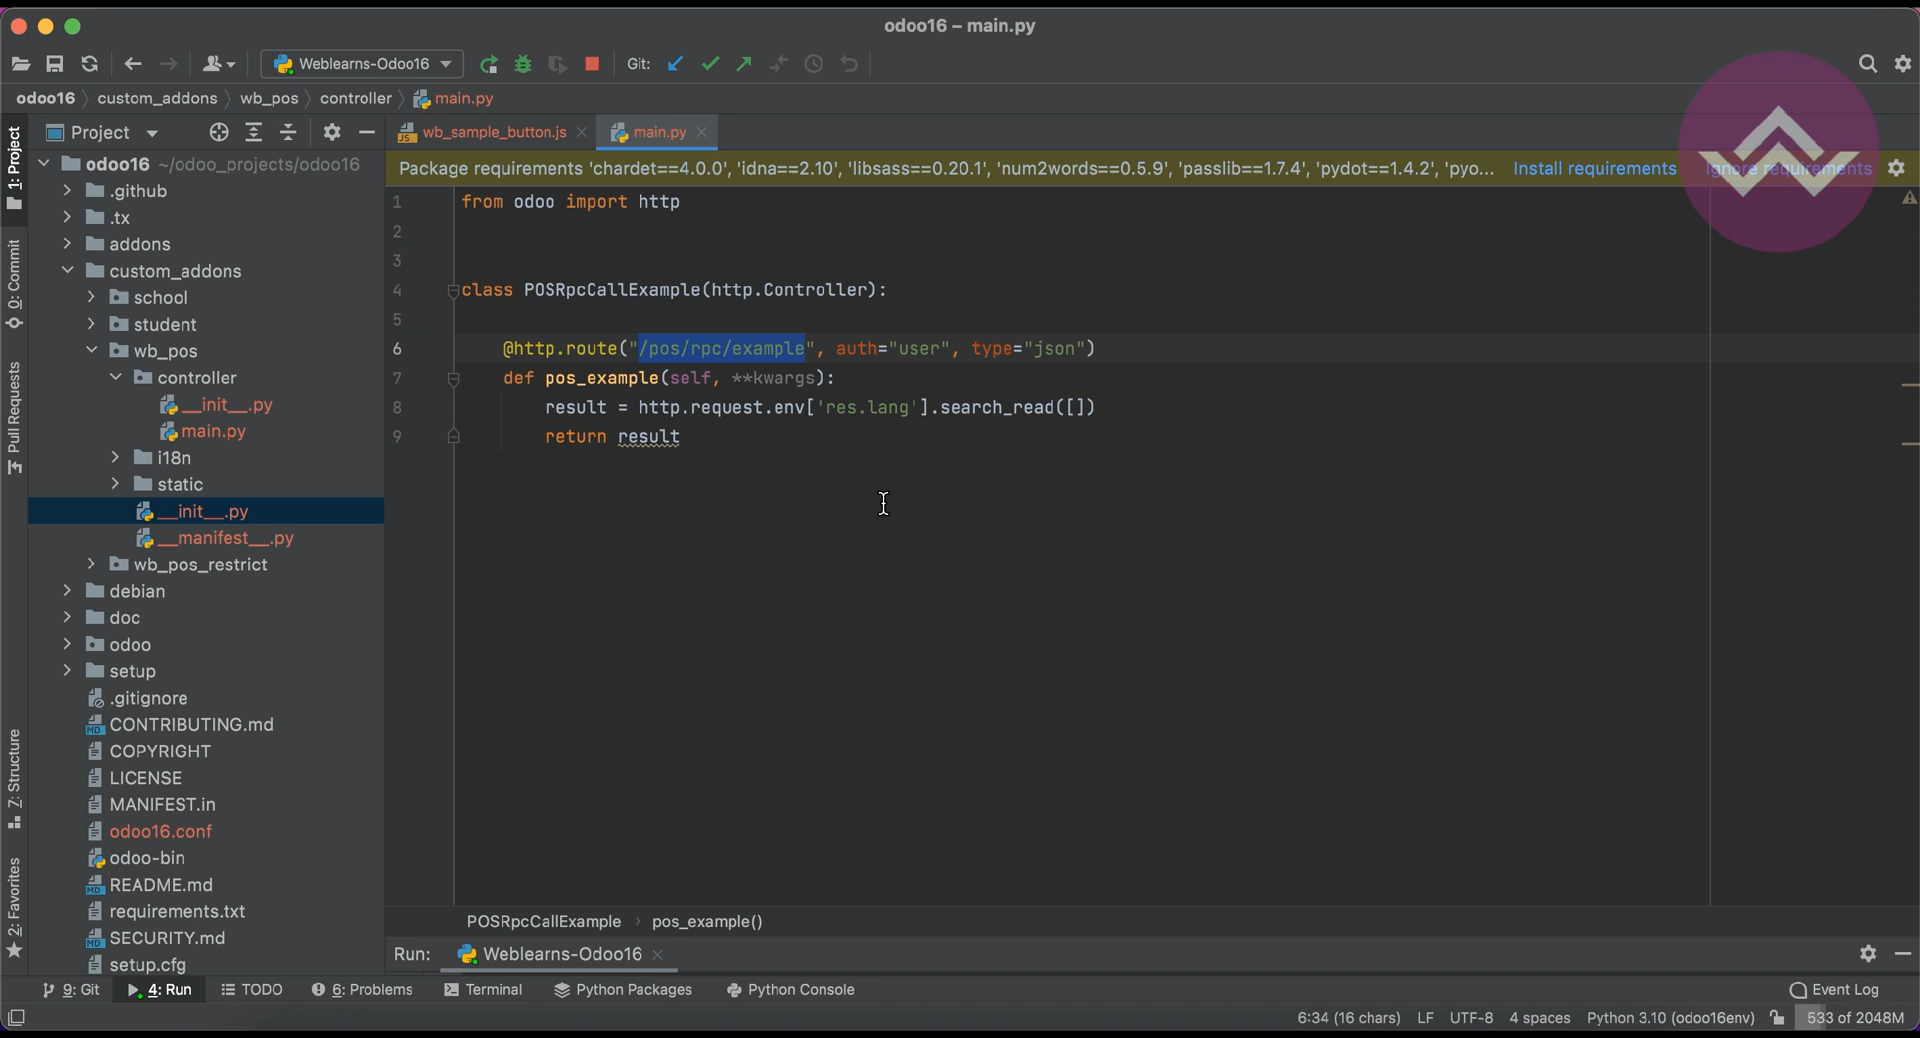 odoo16 – main.py
Weblearns-Odoo16
Git:
odoo16 custom_addons wb_pos controller main.py
1: Project
0: Commit
Pull Requests
7: Structure
2: Favorites
Project
odoo16 ~/odoo_projects/odoo16
.github
.tx
addons
custom_addons
school
student
wb_pos
controller
__init__.py
main.py
i18n
static
__init__.py
__manifest__.py
wb_pos_restrict
debian
doc
odoo
setup
.gitignore
CONTRIBUTING.md
COPYRIGHT
LICENSE
MANIFEST.in
odoo16.conf
odoo-bin
README.md
requirements.txt
SECURITY.md
setup.cfg
wb_sample_button.js main.py
Package requirements 'chardet==4.0.0', 'idna==2.10', 'libsass==0.20.1', 'num2words==0.5.9', 'passlib==1.7.4', 'pydot==1.4.2', 'pyo... Install requirements Ignore requirements
1 from odoo import http
2
3
4 class POSRpcCallExample(http.Controller):
5
6 @http.route("/pos/rpc/example", auth="user", type="json")
7 def pos_example(self, **kwargs):
8 result = http.request.env['res.lang'].search_read([])
9 return result
POSRpcCallExample pos_example()
Run: Weblearns-Odoo16
9: Git 4: Run TODO 6: Problems Terminal Python Packages Python Console Event Log
6:34 (16 chars) LF UTF-8 4 spaces Python 3.10 (odoo16env) 533 of 2048M